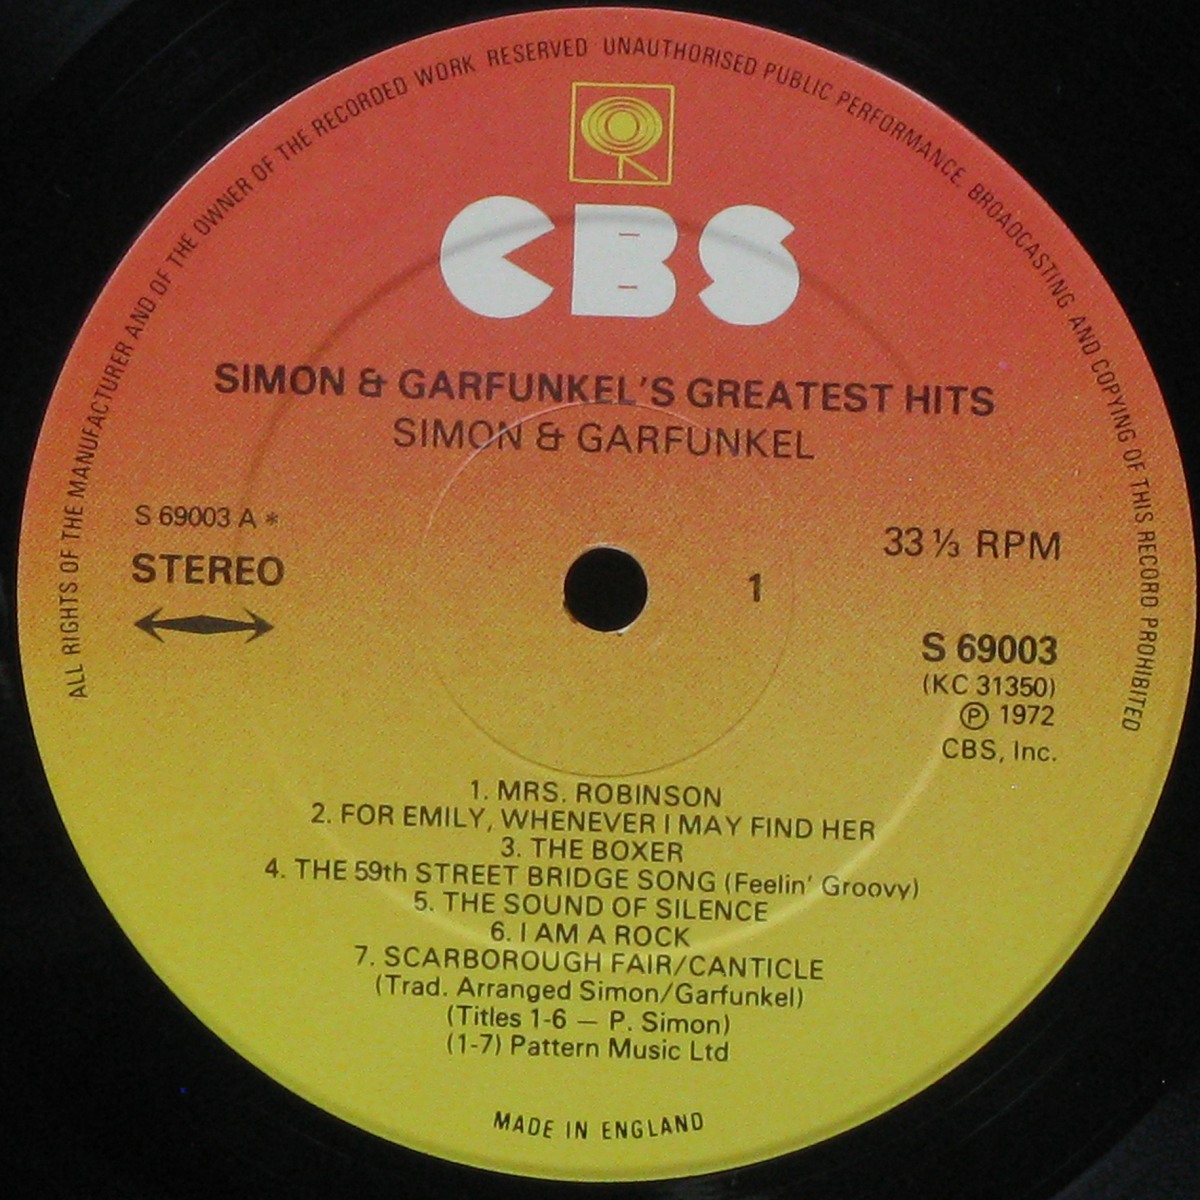 ALL RIGHTS OF THE MANUFACTURER AND OF THE OWNER OF THE RECORDED WORK RESERVED UNAUTHORISED PUBLIC PERFORMANCE. BROADCASTING AND COPYING OF THIS RECORD PROHIBITED
CBS
SIMON & GARFUNKEL'S GREATEST HITS
SIMON & GARFUNKEL
S 69003 A *
STEREO
33 ⅓ RPM
1
S 69003
(KC 31350)
Ⓟ 1972
CBS, Inc.
1. MRS. ROBINSON
2. FOR EMILY, WHENEVER I MAY FIND HER
3. THE BOXER
4. THE 59th STREET BRIDGE SONG (Feelin' Groovy)
5. THE SOUND OF SILENCE
6. I AM A ROCK
7. SCARBOROUGH FAIR/CANTICLE
(Trad. Arranged Simon/Garfunkel)
(Titles 1-6 — P. Simon)
(1-7) Pattern Music Ltd
MADE IN ENGLAND